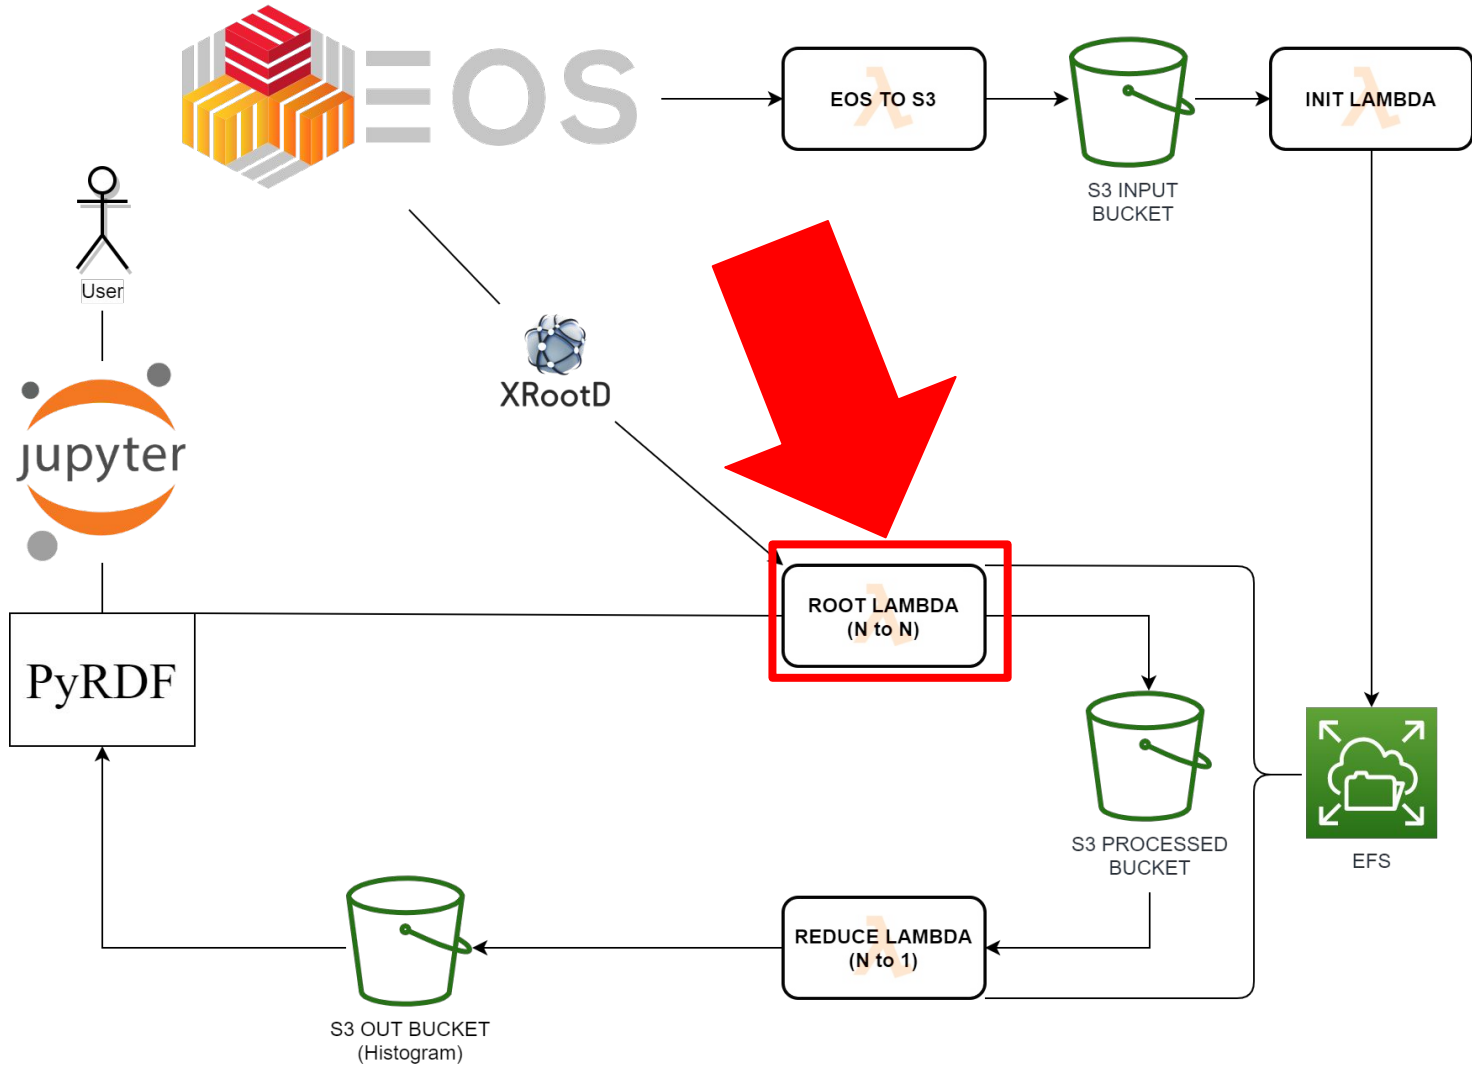 EOS
EOS TO S3
INIT LAMBDA
S3 INPUT
BUCKET
User
XRootD
jupyter
ROOT LAMBDA
(N to N)
PyRDF
S3 PROCESSED
BUCKET
EFS
REDUCE LAMBDA
(N to 1)
S3 OUT BUCKET
(Histogram)